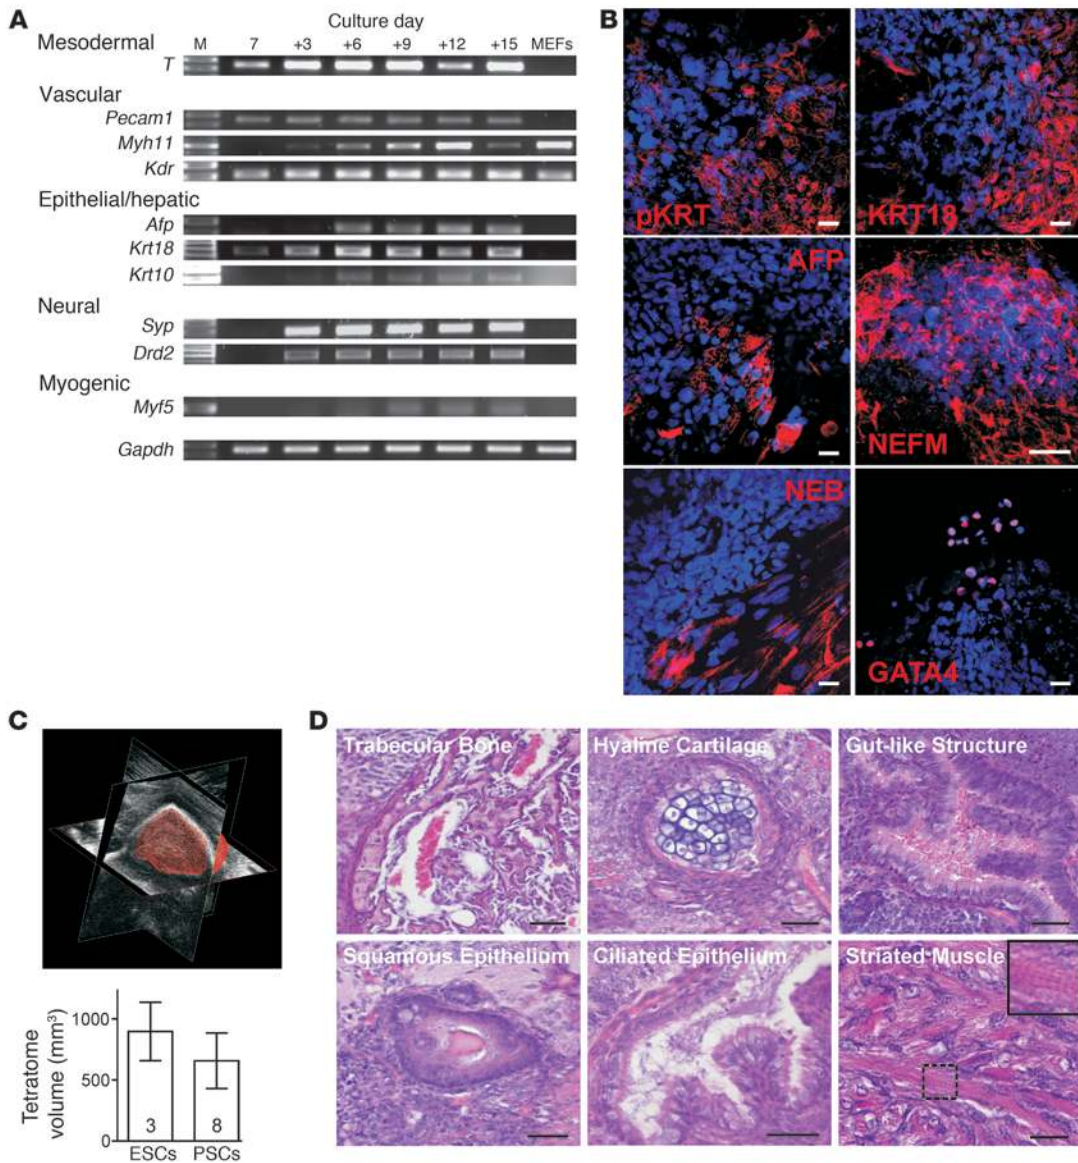 A
Culture day
Mesodermal M 7 +3 +6 +9 +12 +15 MEFs
T
Vascular
Pecam1
Myh11
Kdr
Epithelial/hepatic
Afp
Krt18
Krt10
Neural
Syp
Drd2
Myogenic
Myf5
Gapdh
B
pKRT
KRT18
AFP
NEFM
NEB
GATA4
C
Tetratome
volume (mm³)
1000
500
0
3 8
ESCs PSCs
D
Trabecular Bone
Hyaline Cartilage
Gut-like Structure
Squamous Epithelium
Ciliated Epithelium
Striated Muscle